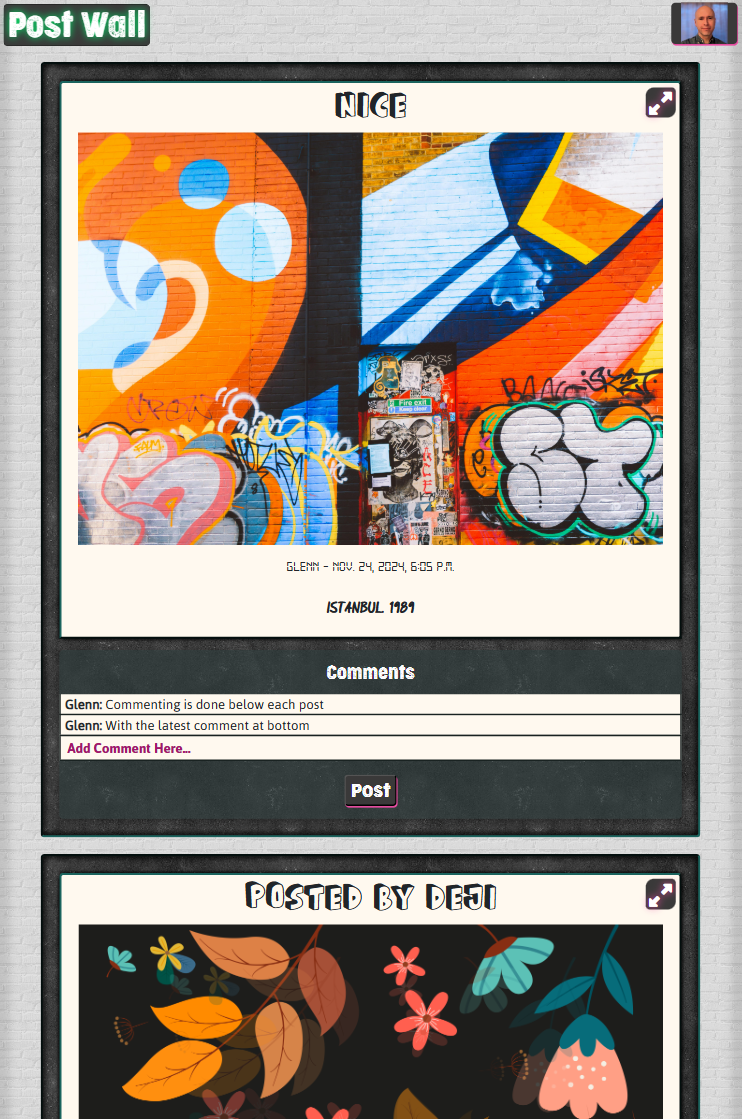 Post Wall
NICE
Fire exit
Keep clear
GLENN - NOV. 24, 2024, 6:05 P.M.
ISTANBUL 1989
Comments
Glenn: Commenting is done below each post
Glenn: With the latest comment at bottom
Add Comment Here...
Post
POSTED BY DEJI